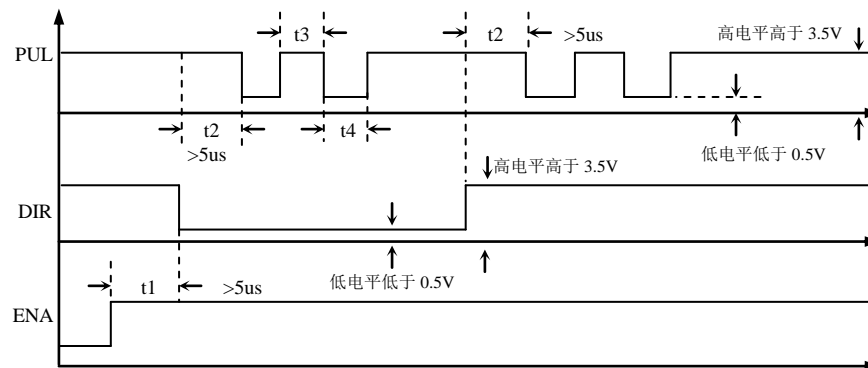 t3
t2
>5us
高电平高于 3.5V
PUL
t2
t4
>5us
低电平低于 0.5V
高电平高于 3.5V
DIR
低电平低于 0.5V
t1
>5us
ENA